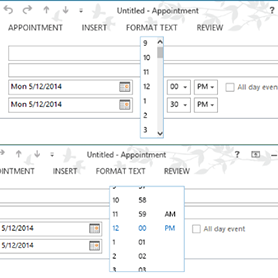 Untitled - Appointment
APPOINTMENT INSERT FORMAT TEXT REVIEW
9
10
11
Mon 5/12/2014 12 00 PM All day event
Mon 5/12/2014 1 30 PM
2
3
Untitled - Appointment ?
INTMENT INSERT FORMAT TEXT REVIEW
10 58
11 59 AM
5/12/2014 12 00 PM All day event
5/12/2014 1 01
2 02
3 03